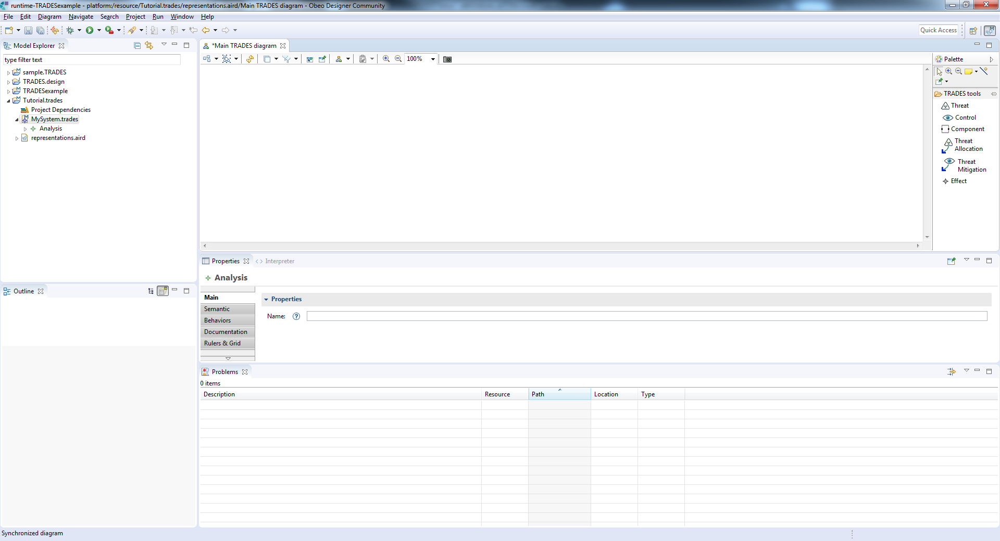 runtime-TRADESexample - platform:/resource/Tutorial.trades/representations.aird/Main TRADES diagram - Obeo Designer Community
File Edit Diagram Navigate Search Project Run Window Help
Quick Access
Model Explorer
type filter text
sample.TRADES
TRADES.design
TRADESexample
Tutorial.trades
Project Dependencies
MySystem.trades
Analysis
representations.aird
Outline
*Main TRADES diagram
100%
Palette
TRADES tools
Threat
Control
Component
Threat
Allocation
Threat
Mitigation
Effect
Properties Interpreter
Analysis
Main
Semantic
Behaviors
Documentation
Rulers & Grid
Properties
Name:
Problems
0 items
Description Resource Path Location Type
Synchronized diagram